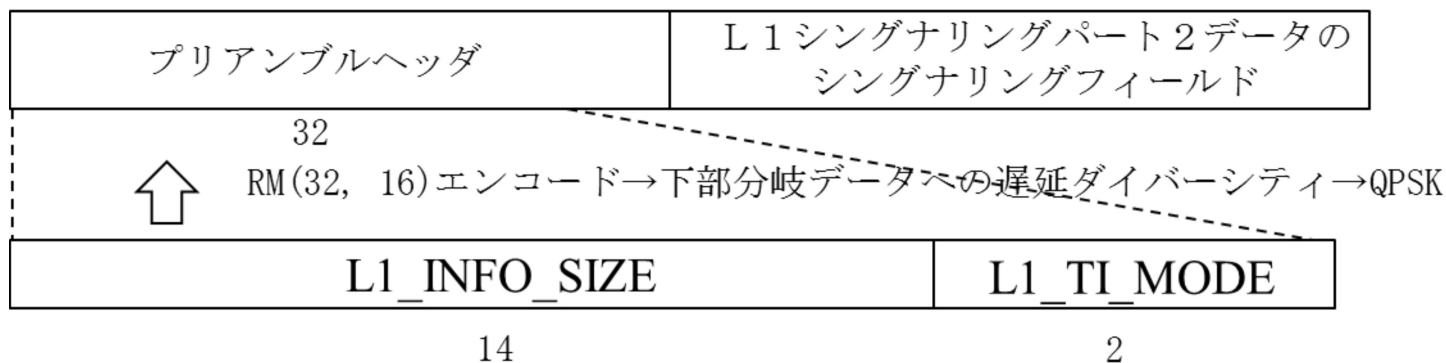 プリアンブルヘッダ
L1シングナリングパート2データの
シングナリングフィールド
32
RM(32, 16)エンコード→下部分岐データへの遅延ダイバーシティ→QPSK
L1_INFO_SIZE
L1_TI_MODE
14
2